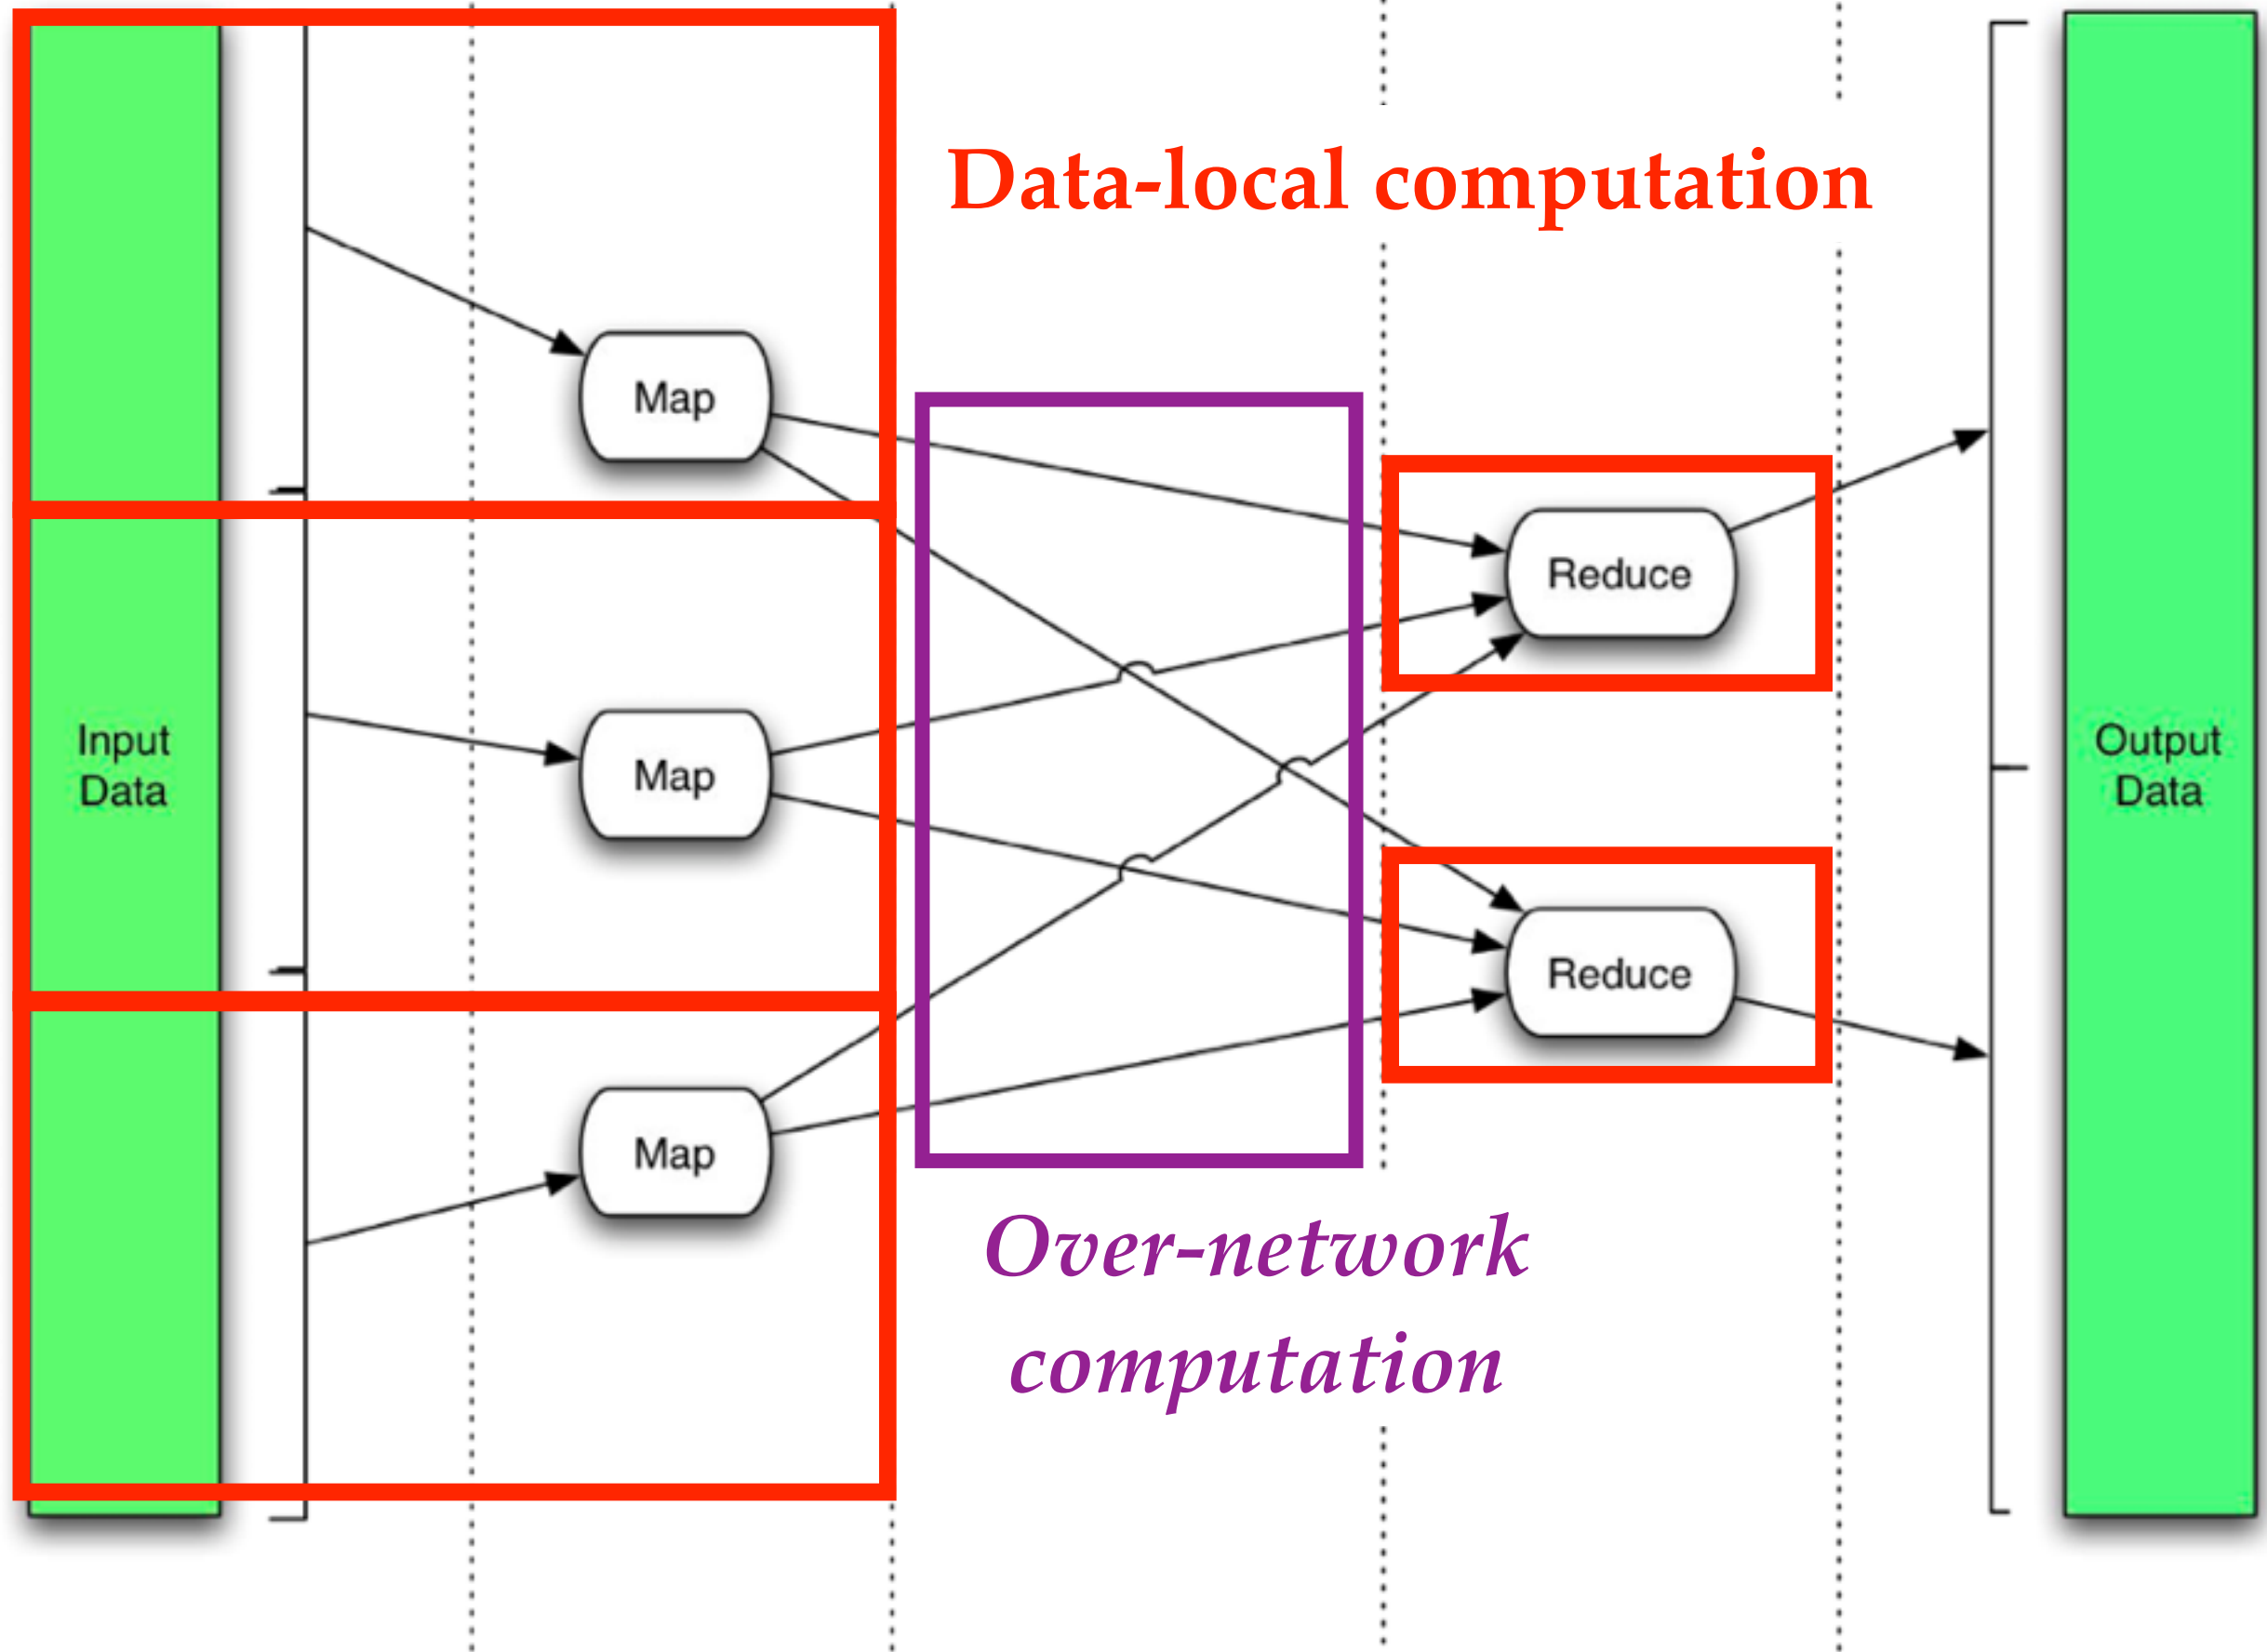 Data-local computation
Map
Reduce
Input
Data
Map
Output
Data
Reduce
Map
Over-network
computation